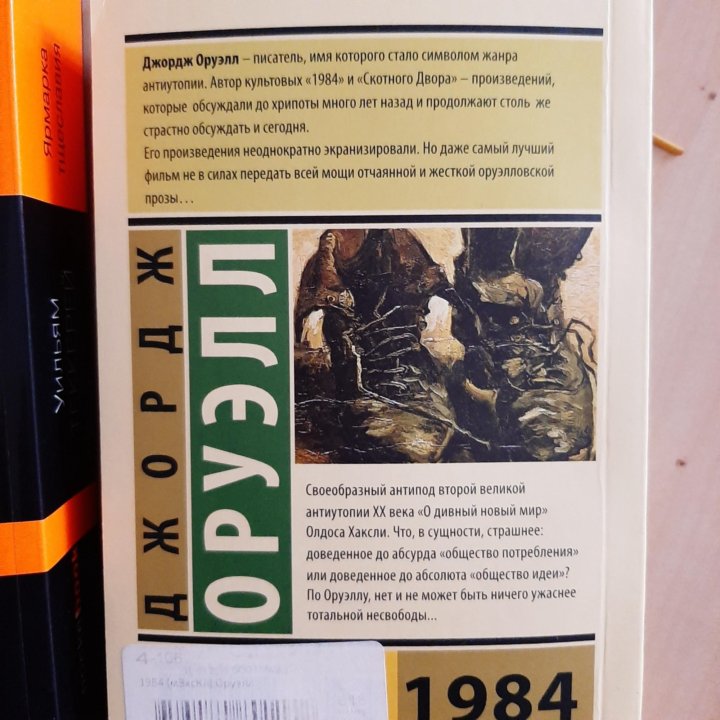 Ярмарка
тщеславия
Уильям
Джордж Оруэлл – писатель, имя которого стало символом жанра
антиутопии. Автор культовых «1984» и «Скотного Двора» – произведений,
которые обсуждали до хрипоты много лет назад и продолжают столь же
страстно обсуждать и сегодня.
Его произведения неоднократно экранизировали. Но даже самый лучший
фильм не в силах передать всей мощи отчаянной и жесткой оруэлловской
прозы...
ДЖОРДЖ
ОРУЭЛЛ
Своеобразный антипод второй великой
антиутопии XX века «О дивный новый мир»
Олдоса Хаксли. Что, в сущности, страшнее:
доведенное до абсурда «общество потребления»
или доведенное до абсолюта «общество идеи»?
По Оруэллу, нет и не может быть ничего ужаснее
тотальной несвободы...
1984